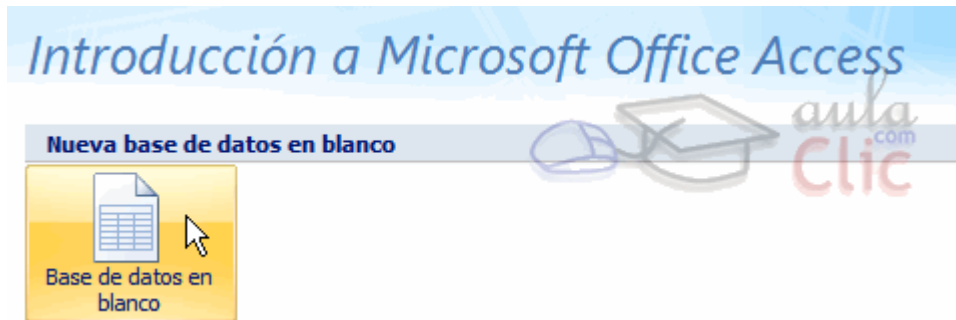 Introducción a Microsoft Office Access
aula
.com
Clic
Nueva base de datos en blanco
Base de datos en
blanco